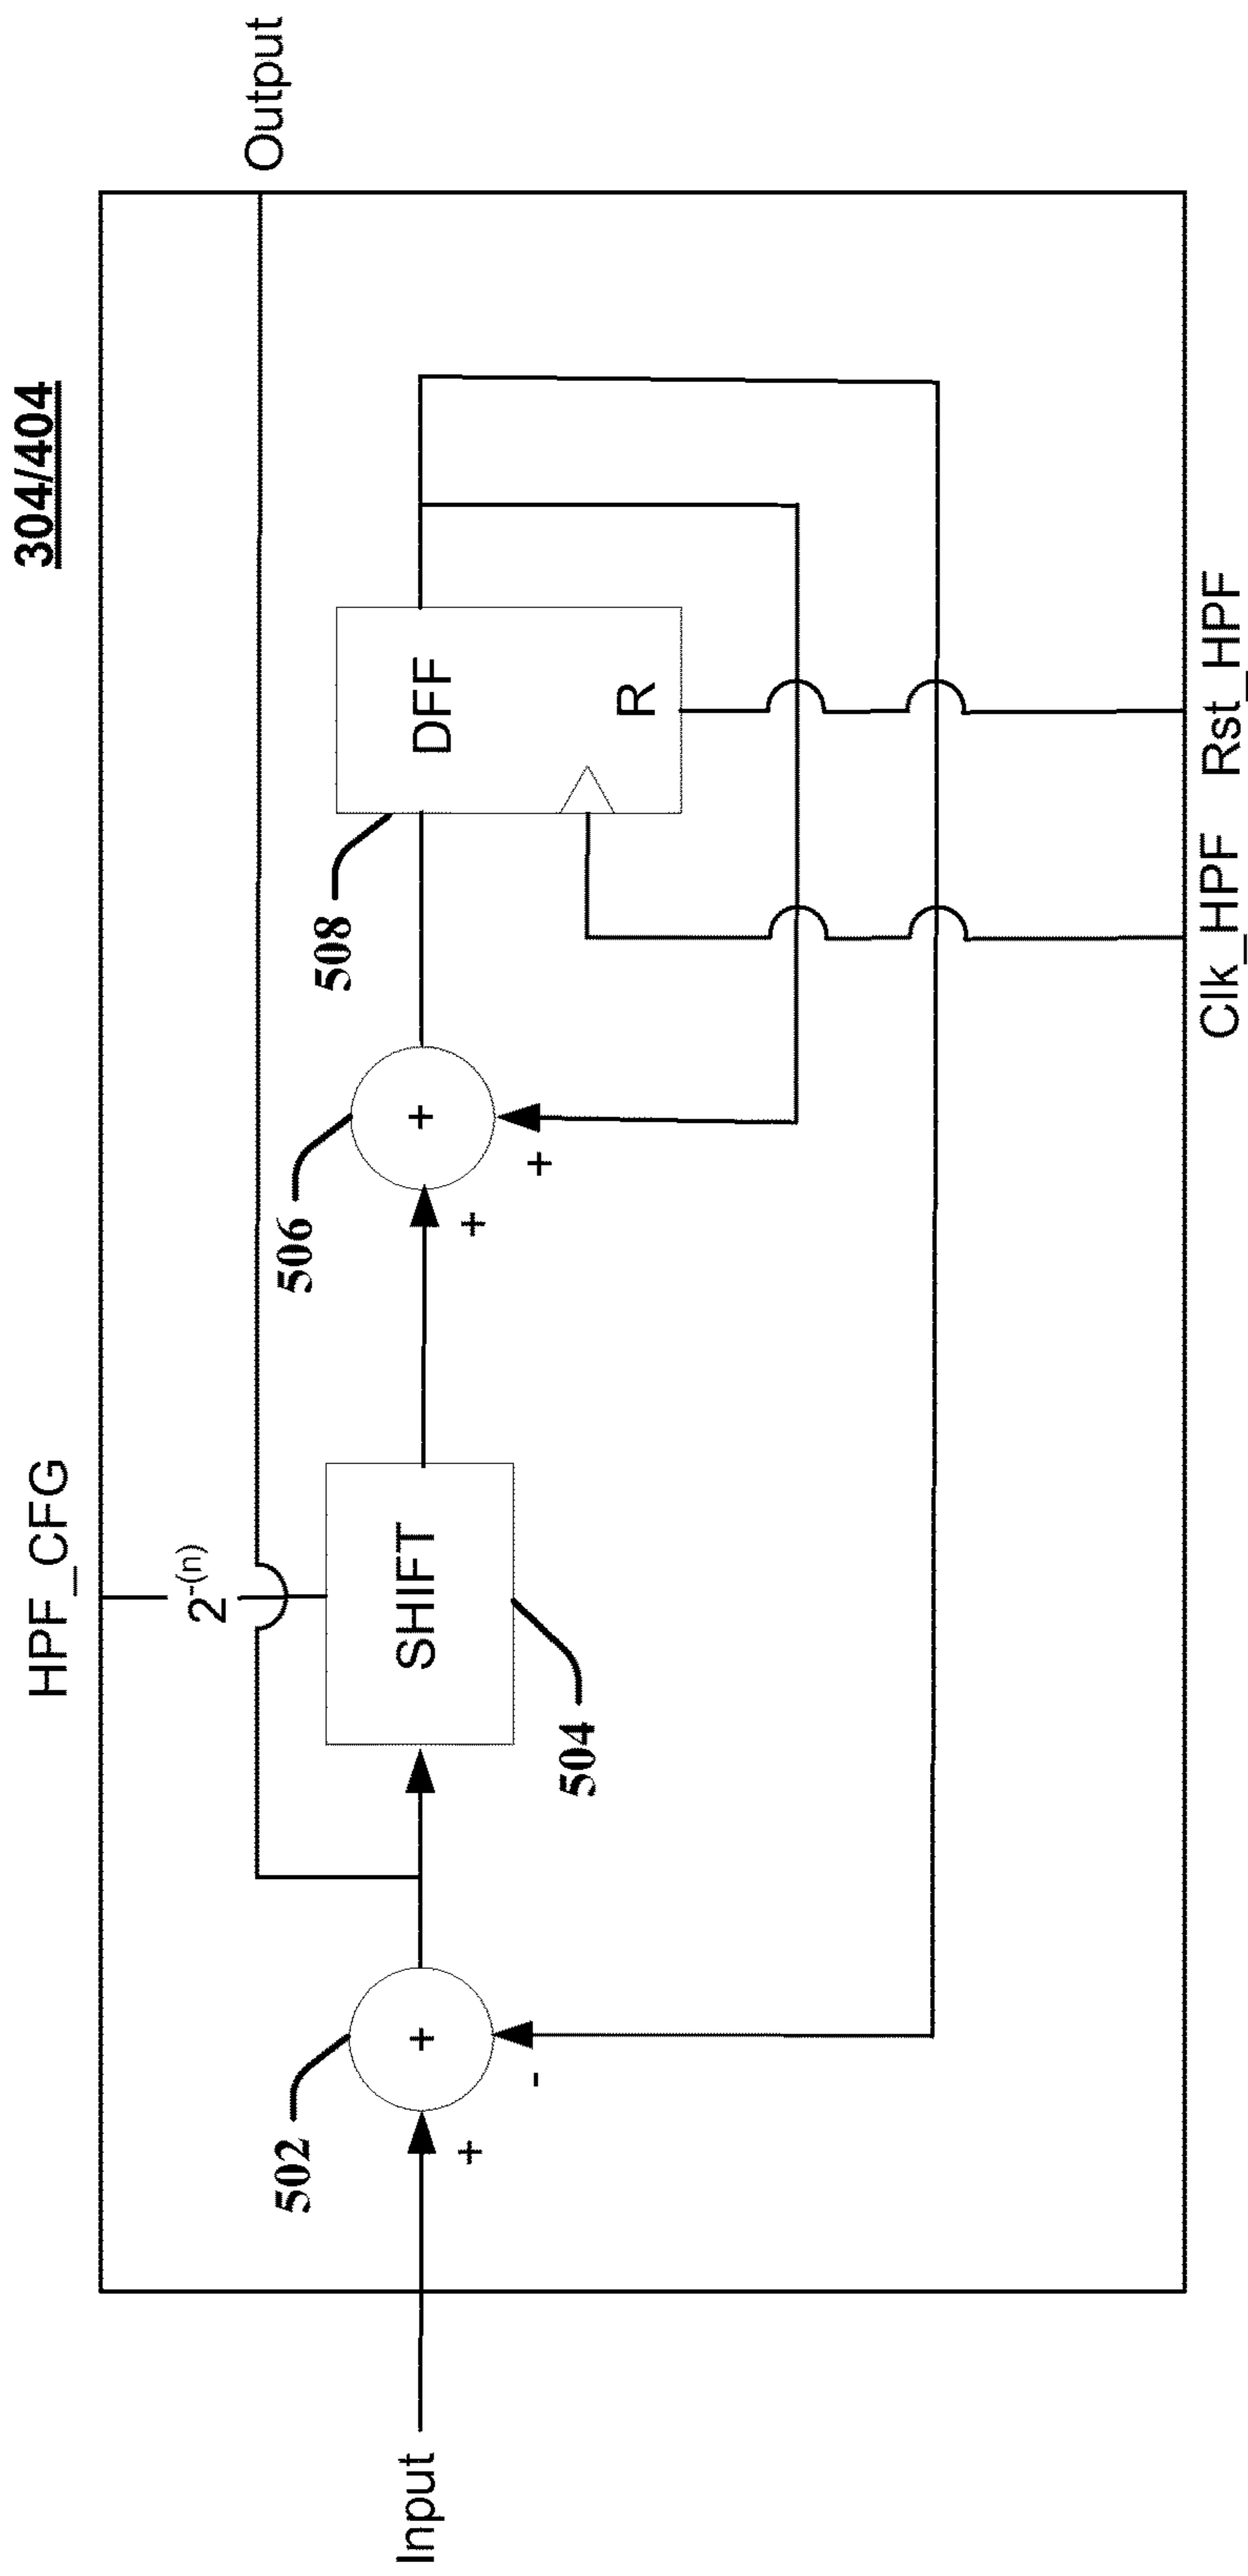 304/404
HPF_CFG
2-(n)
Output
502
+
+
-
SHIFT
504
506
+
+
+
508
DFF
R
Input
Clk_HPF
Rst_HPF